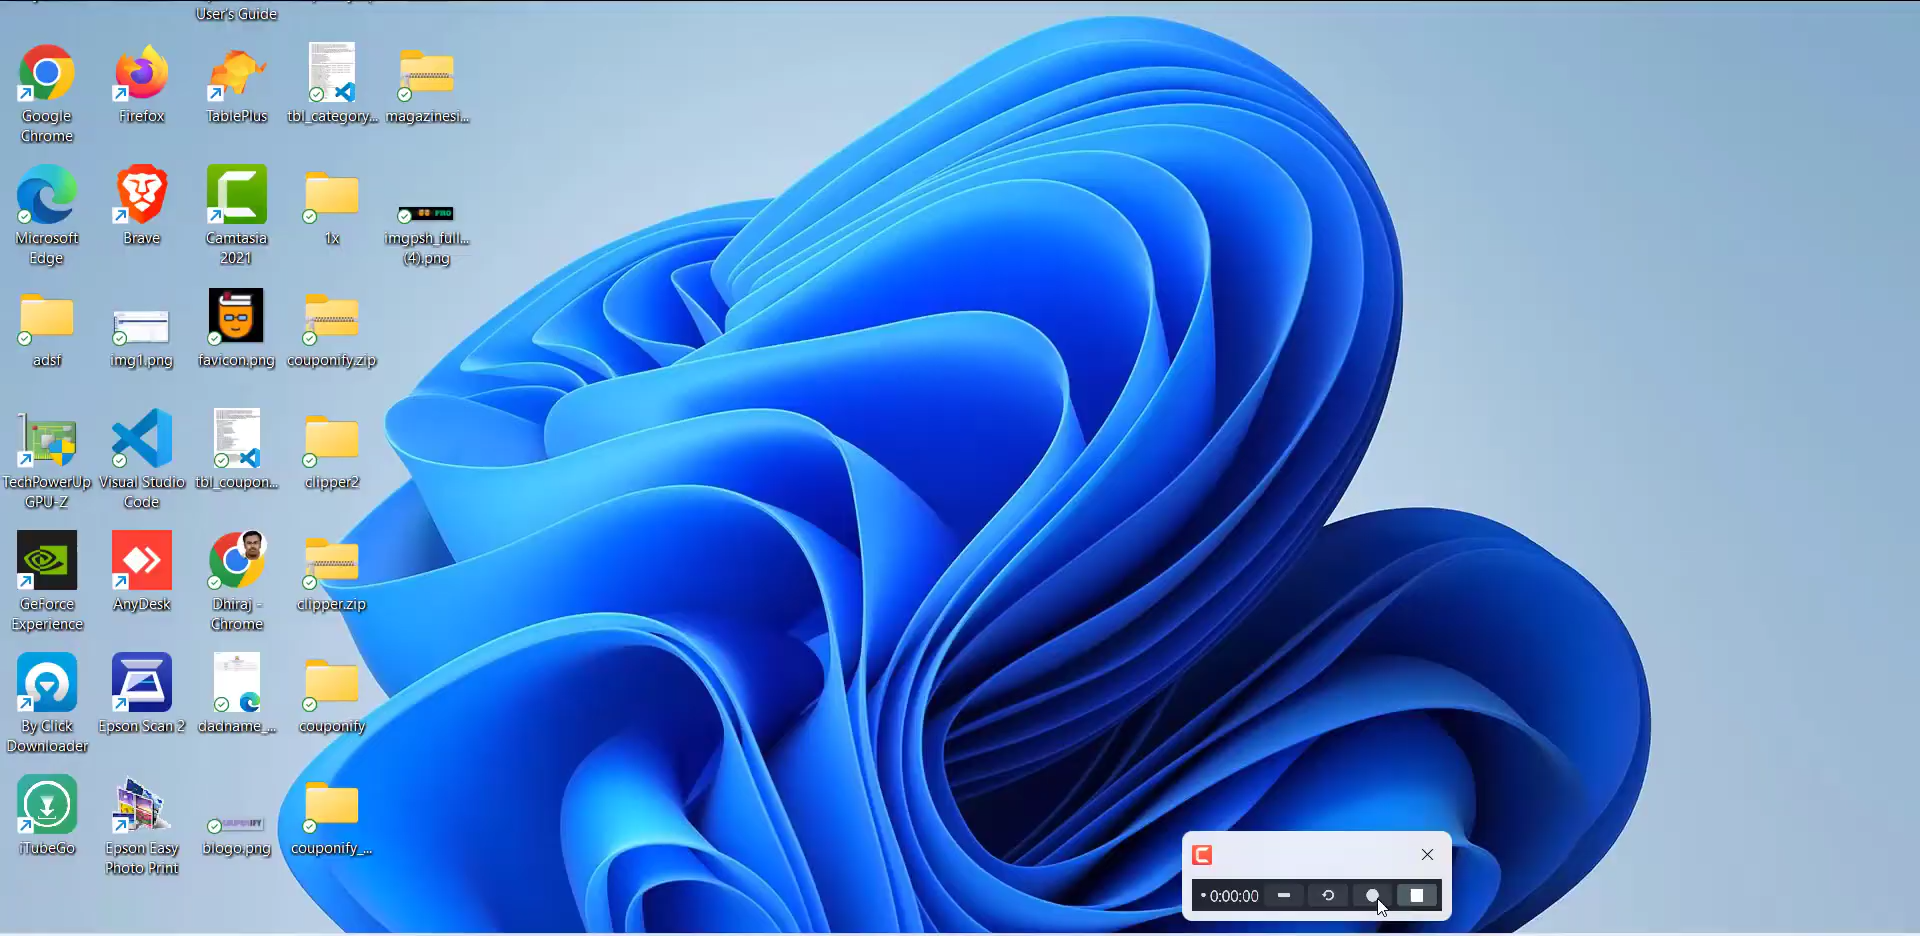 User's Guide
Google Chrome
Firefox
TablePlus
tbl_category...
magazinesi...
Microsoft Edge
Brave
Camtasia 2021
1x
imgpsh_full... (4).png
adsf
img1.png
favicon.png
couponify.zip
TechPowerUp GPU-Z
Visual Studio Code
tbl_coupon...
clipper2
GeForce Experience
AnyDesk
Dhiraj - Chrome
clipper.zip
By Click Downloader
Epson Scan 2
dadname_...
couponify
iTubeGo
Epson Easy Photo Print
blogo.png
couponify_...
0:00:00